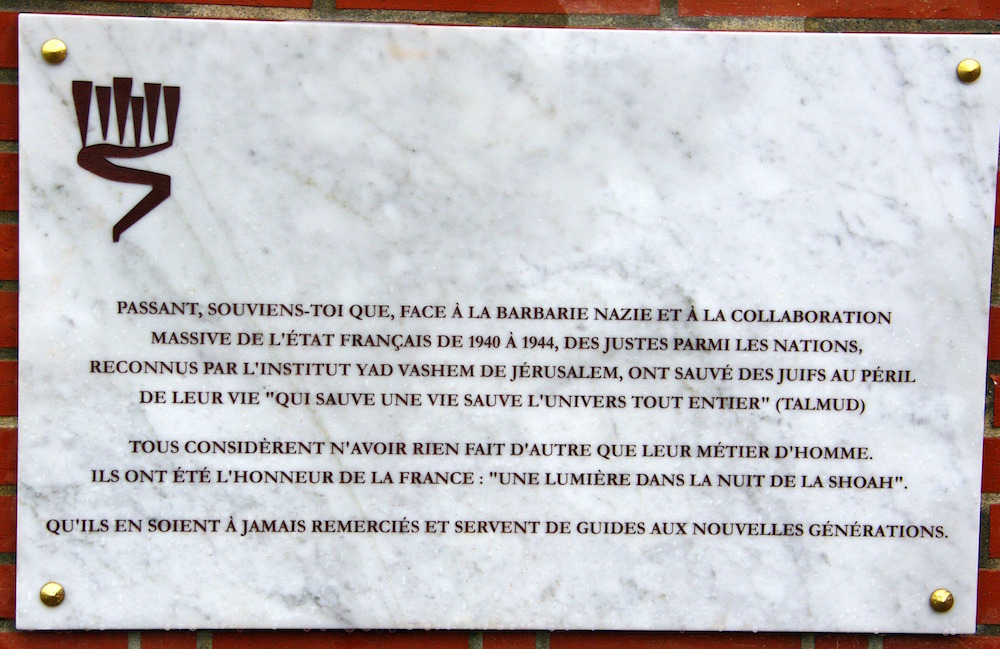 PASSANT, SOUVIENS-TOI QUE, FACE À LA BARBARIE NAZIE ET À LA COLLABORATION
MASSIVE DE L'ÉTAT FRANÇAIS DE 1940 À 1944, DES JUSTES PARMI LES NATIONS,
RECONNUS PAR L'INSTITUT YAD VASHEM DE JÉRUSALEM, ONT SAUVÉ DES JUIFS AU PÉRIL
DE LEUR VIE "QUI SAUVE UNE VIE SAUVE L'UNIVERS TOUT ENTIER" (TALMUD)
TOUS CONSIDÈRENT N'AVOIR RIEN FAIT D'AUTRE QUE LEUR MÉTIER D'HOMME.
ILS ONT ÉTÉ L'HONNEUR DE LA FRANCE : "UNE LUMIÈRE DANS LA NUIT DE LA SHOAH".
QU'ILS EN SOIENT À JAMAIS REMERCIÉS ET SERVENT DE GUIDES AUX NOUVELLES GÉNÉRATIONS.